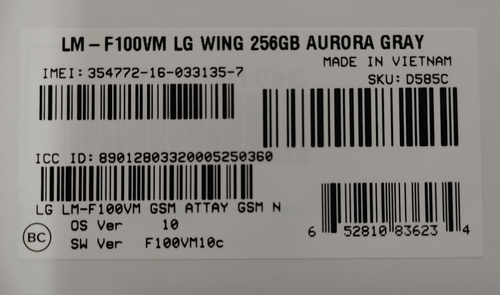 LM – F100VM LG WING 256GB AURORA GRAY
MADE IN VIETNAM
IMEI: 354772-16-033135-7
SKU: D585C
ICC ID: 89012803320005250360
LG LM-F100VM GSM ATTAY GSM N
OS Ver 10
SW Ver F100VM10c
BC
6 52810 83623 4